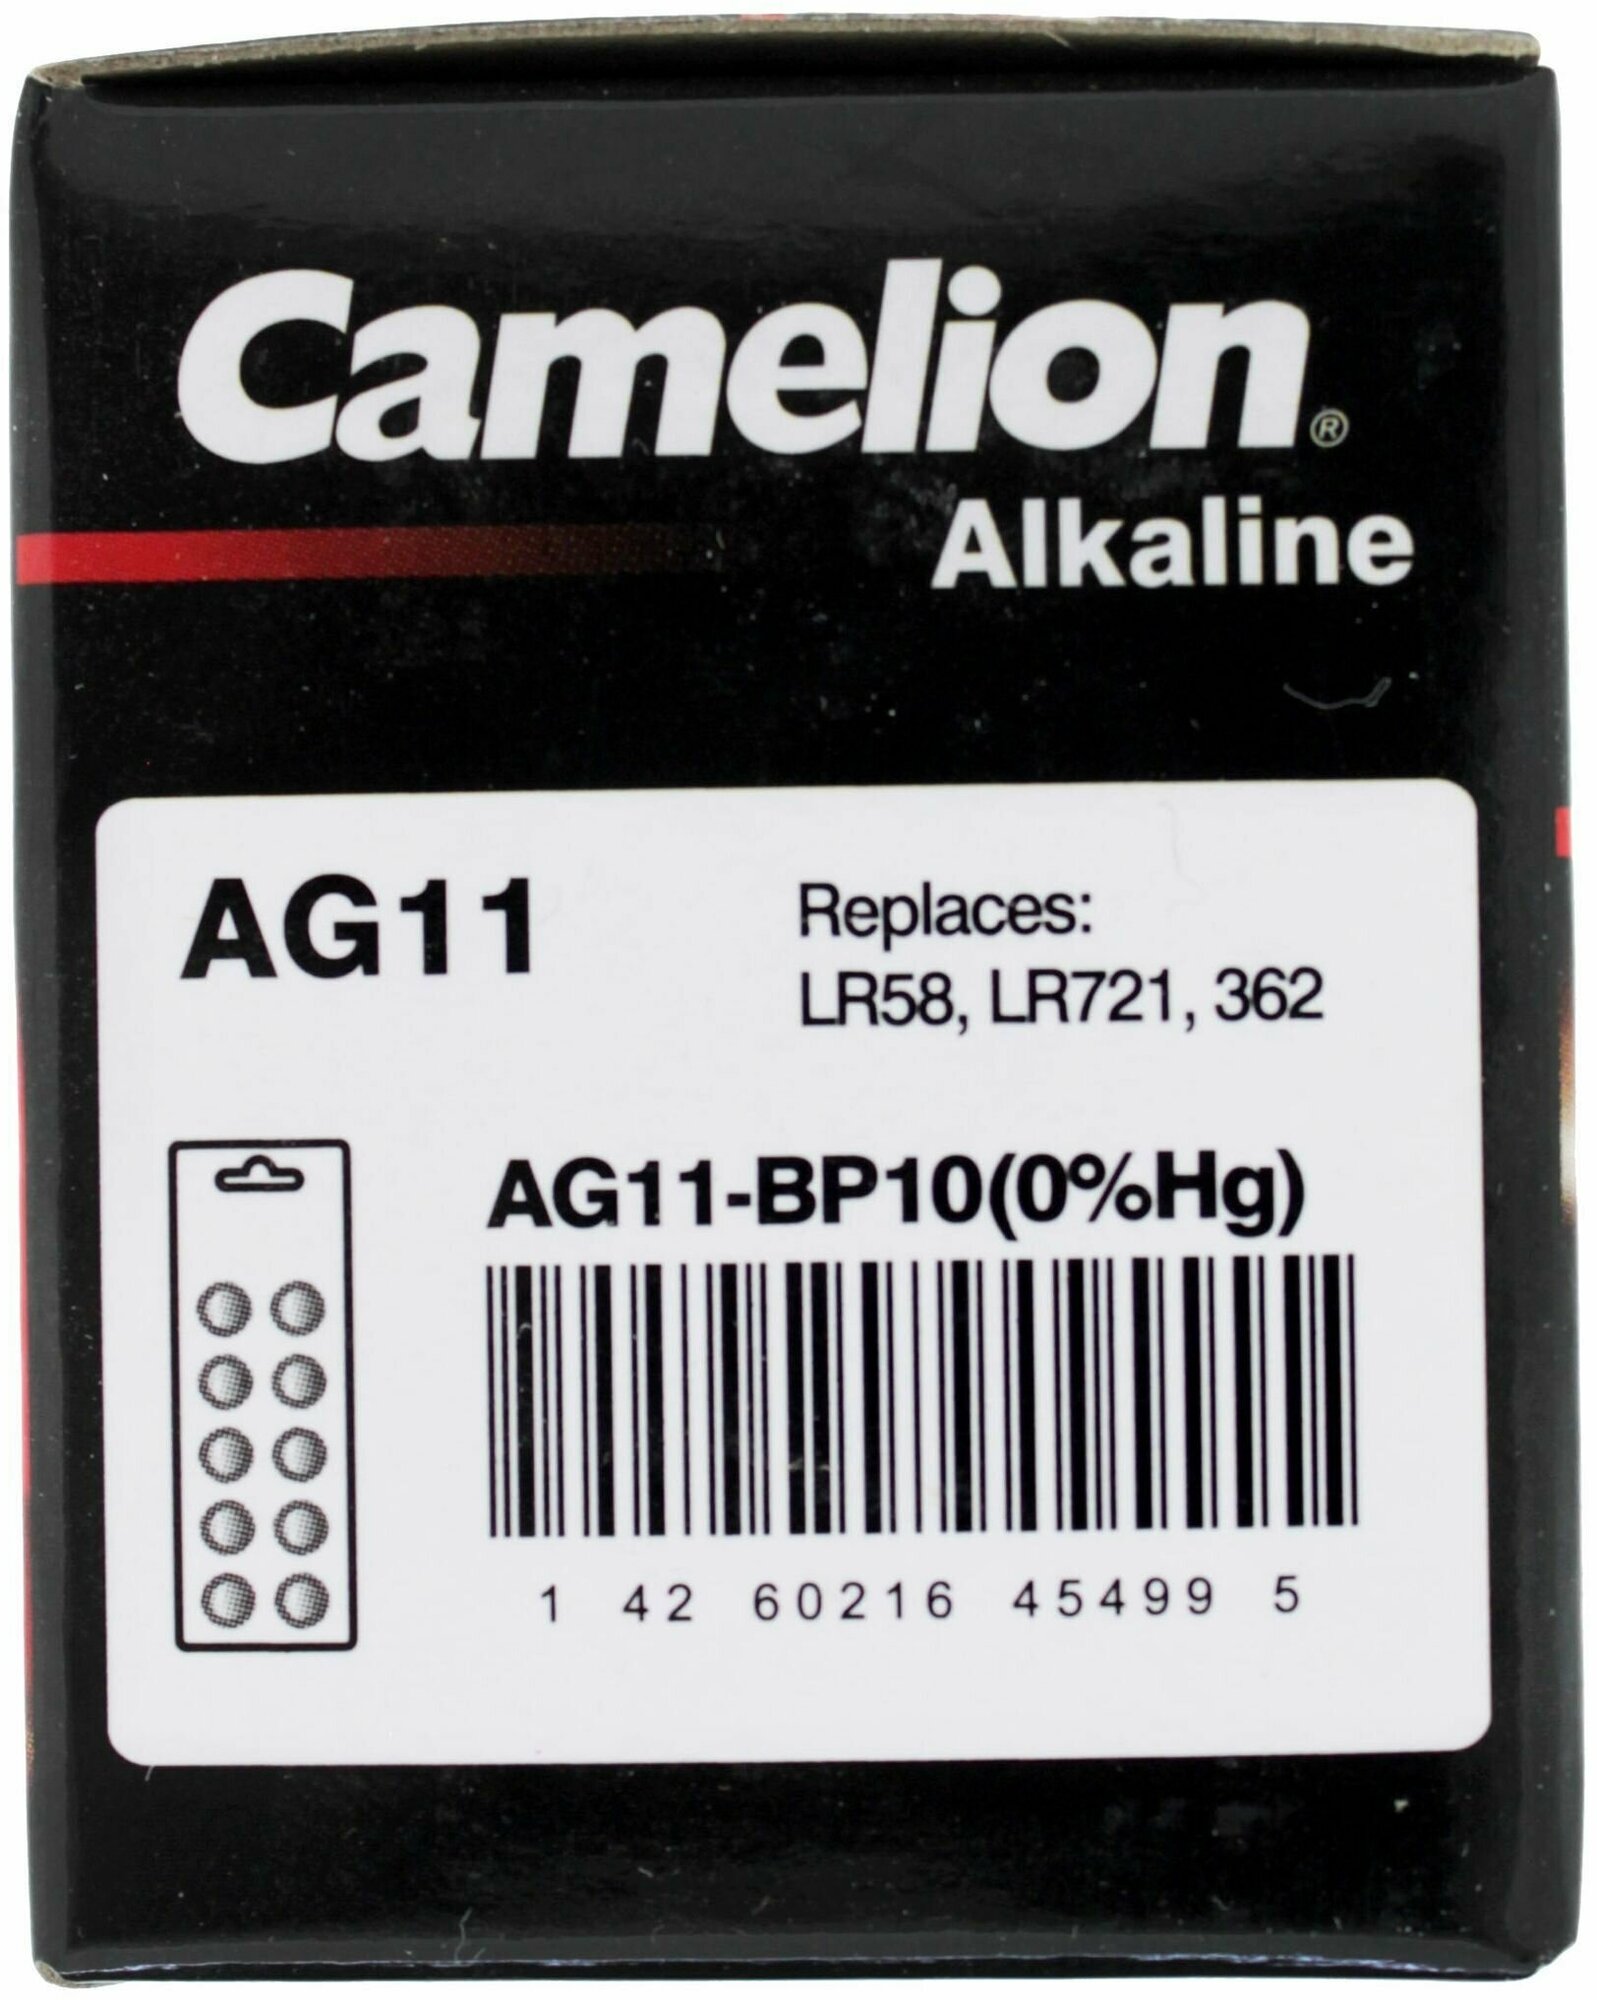 Camelion®
Alkaline
AG11
Replaces:
LR58, LR721, 362
AG11-BP10(0%Hg)
1 42 60216 45499 5